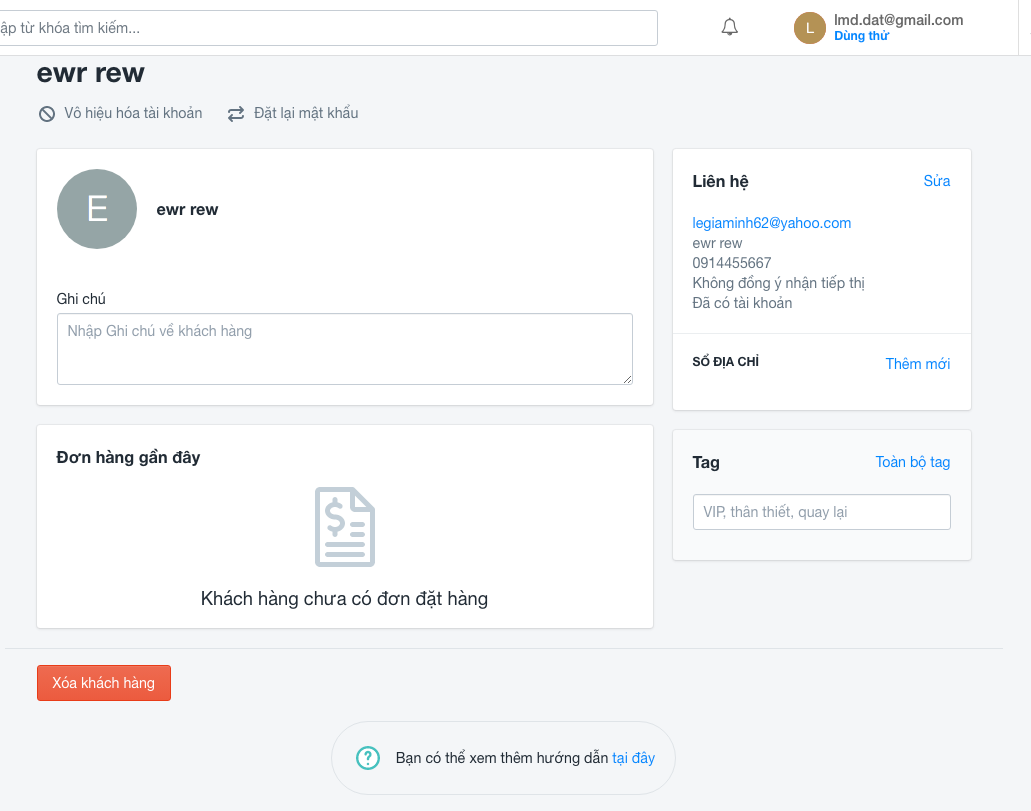 ập từ khóa tìm kiếm...
L
lmd.dat@gmail.com
Dùng thử
ewr rew
Vô hiệu hóa tài khoản
Đặt lại mật khẩu
E
ewr rew
Ghi chú
Nhập Ghi chú về khách hàng
Đơn hàng gần đây
Khách hàng chưa có đơn đặt hàng
Liên hệ
Sửa
legiaminh62@yahoo.com
ewr rew
0914455667
Không đồng ý nhận tiếp thị
Đã có tài khoản
SỔ ĐỊA CHỈ
Thêm mới
Tag
Toàn bộ tag
VIP, thân thiết, quay lại
Xóa khách hàng
Bạn có thể xem thêm hướng dẫn tại đây